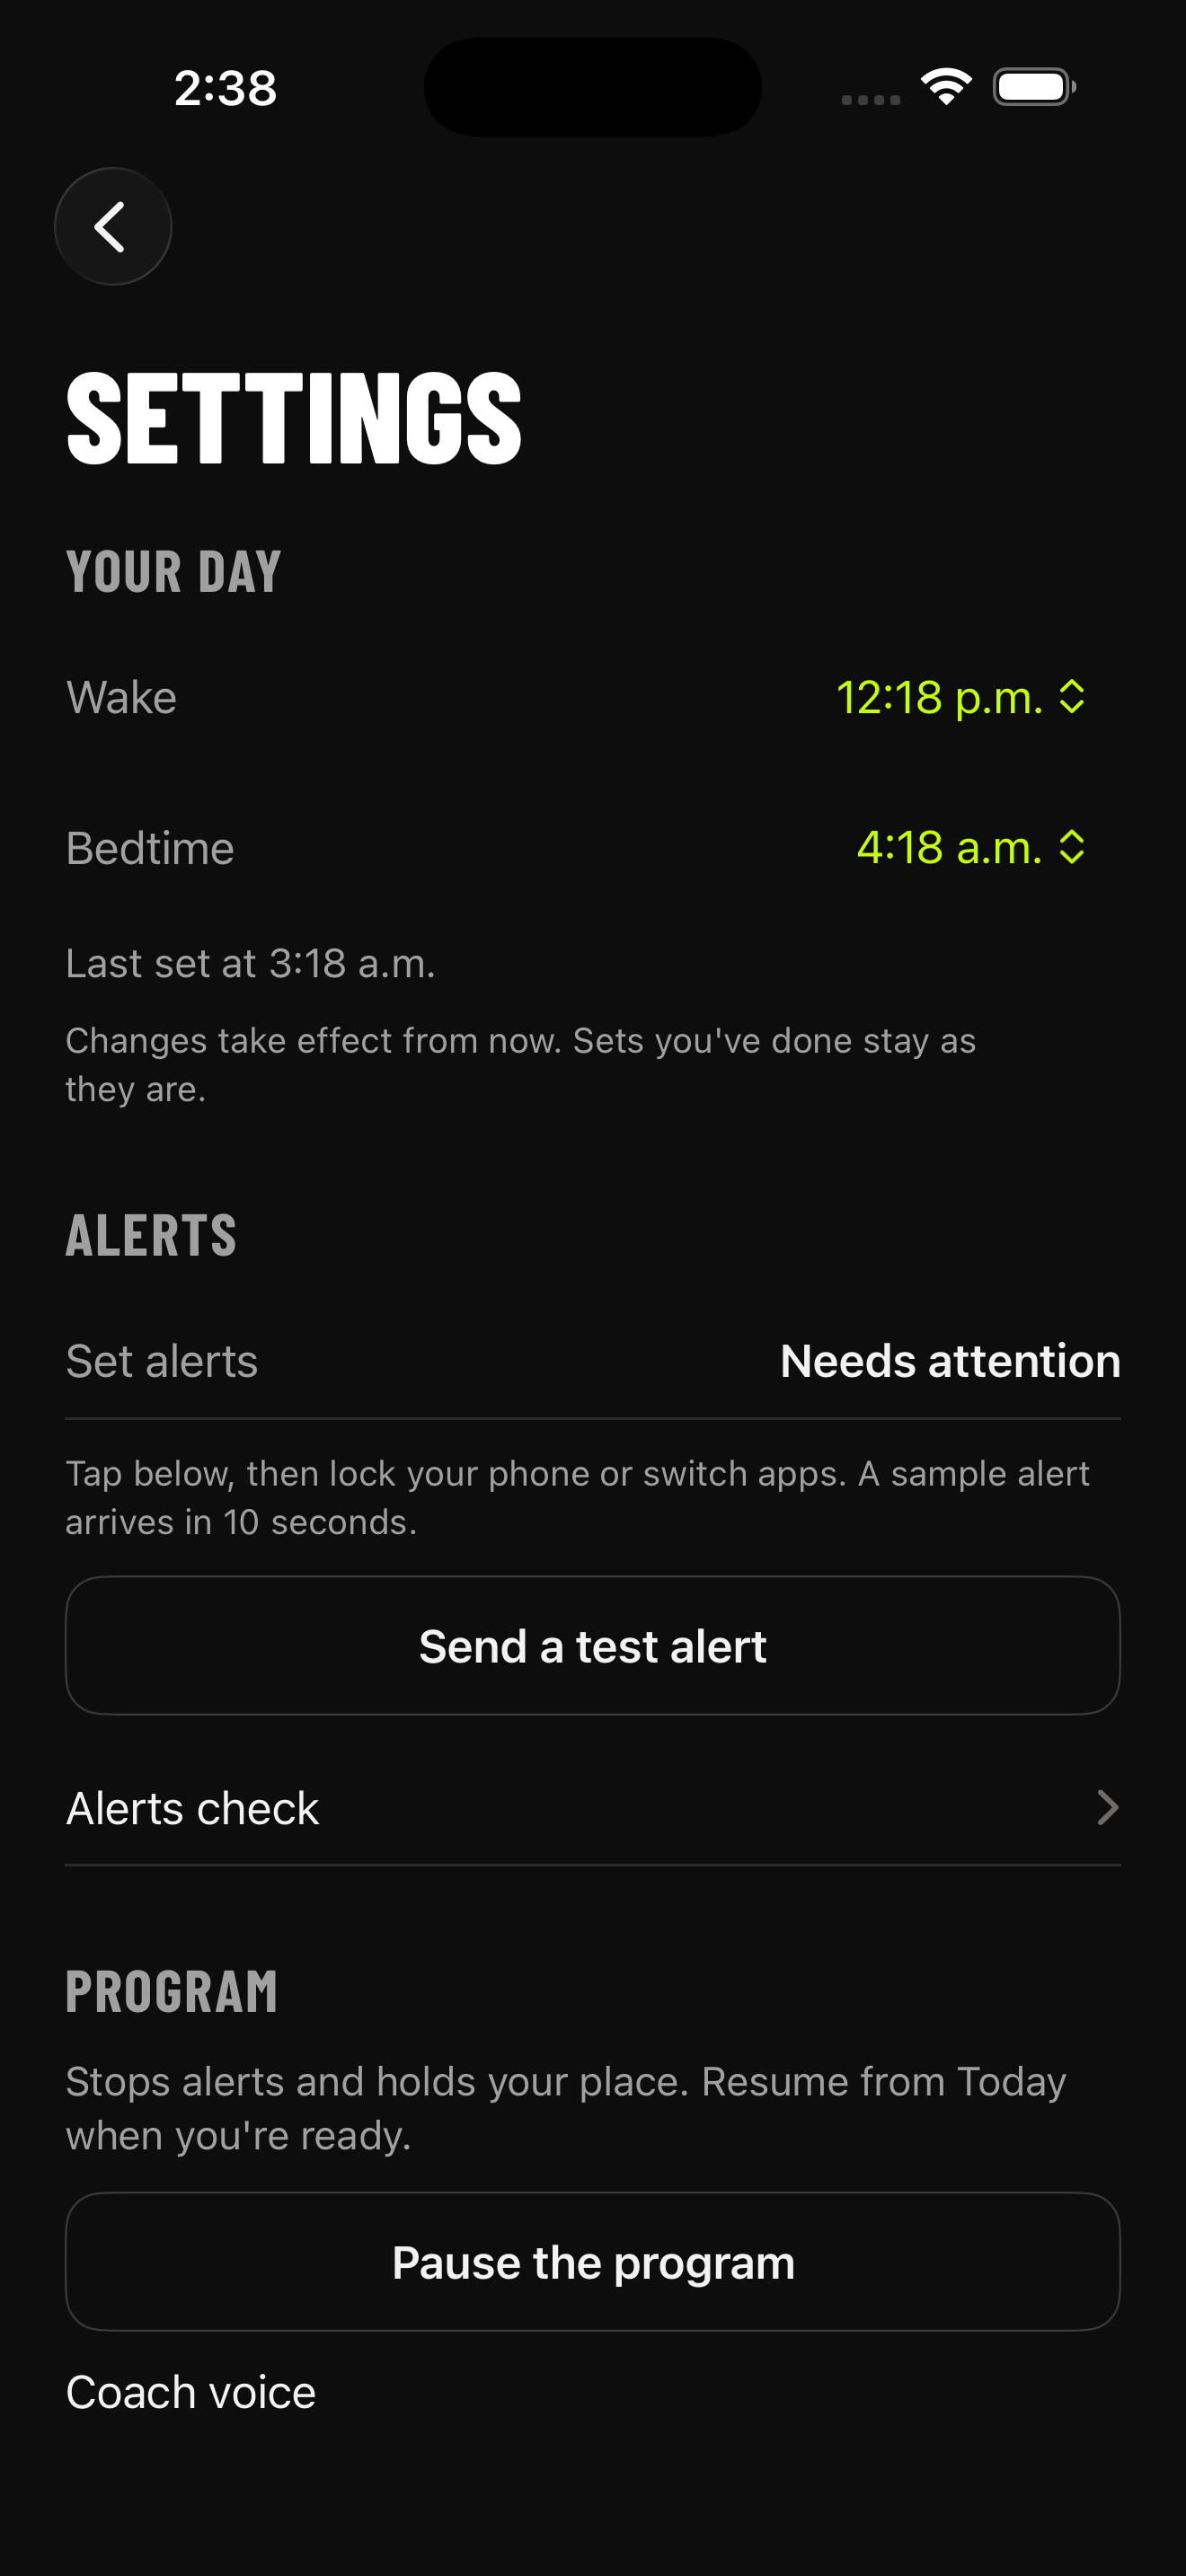 2:38
SETTINGS
YOUR DAY
Wake 12:18 p.m.
Bedtime 4:18 a.m.
Last set at 3:18 a.m.
Changes take effect from now. Sets you've done stay as
they are.
ALERTS
Set alerts Needs attention
Tap below, then lock your phone or switch apps. A sample alert
arrives in 10 seconds.
Send a test alert
Alerts check
PROGRAM
Stops alerts and holds your place. Resume from Today
when you're ready.
Pause the program
Coach voice